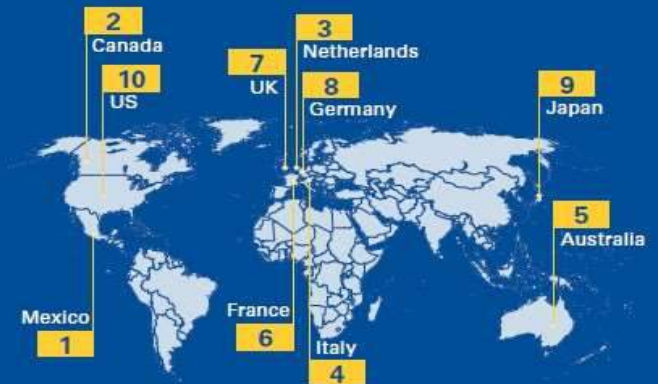 2
Canada
10
US
3
Netherlands
7
UK
8
Germany
9
Japan
5
Australia
Mexico
1
France
6
Italy
4